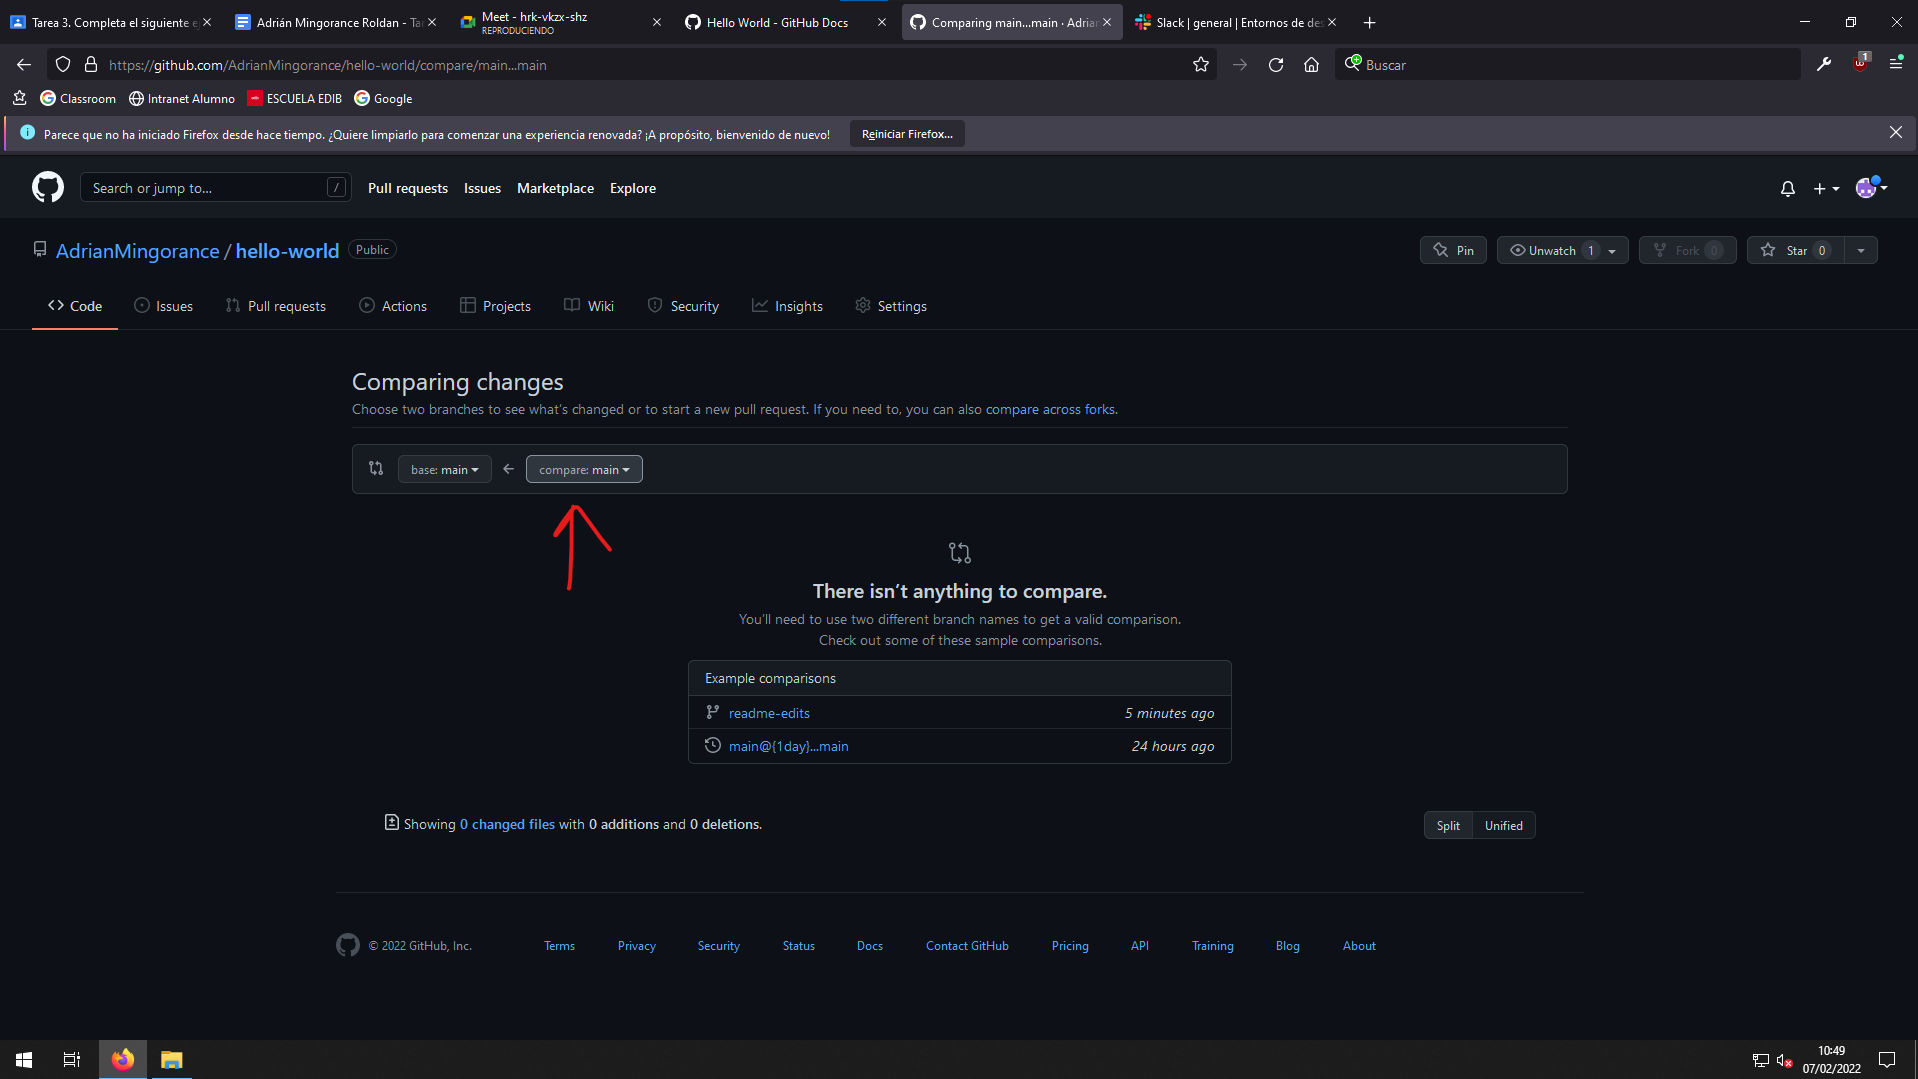 Tarea 3. Completa el siguiente e
Adrián Mingorance Roldan - Ta
Meet - hrk-vkzx-shz
REPRODUCIENDO
Hello World - GitHub Docs
Comparing main...main · Adrian
Slack | general | Entornos de des
https://github.com/AdrianMingorance/hello-world/compare/main...main
Buscar
1
Classroom
Intranet Alumno
ESCUELA EDIB
Google
Parece que no ha iniciado Firefox desde hace tiempo. ¿Quiere limpiarlo para comenzar una experiencia renovada? ¡A propósito, bienvenido de nuevo!
Reiniciar Firefox...
Search or jump to...
/
Pull requests
Issues
Marketplace
Explore
AdrianMingorance / hello-world
Public
Pin
Unwatch 1
Fork 0
Star 0
Code
Issues
Pull requests
Actions
Projects
Wiki
Security
Insights
Settings
Comparing changes
Choose two branches to see what's changed or to start a new pull request. If you need to, you can also compare across forks.
base: main
compare: main
There isn't anything to compare.
You'll need to use two different branch names to get a valid comparison.
Check out some of these sample comparisons.
Example comparisons
readme-edits
5 minutes ago
main@{1day}...main
24 hours ago
Showing 0 changed files with 0 additions and 0 deletions.
Split
Unified
© 2022 GitHub, Inc.
Terms
Privacy
Security
Status
Docs
Contact GitHub
Pricing
API
Training
Blog
About
10:49
07/02/2022